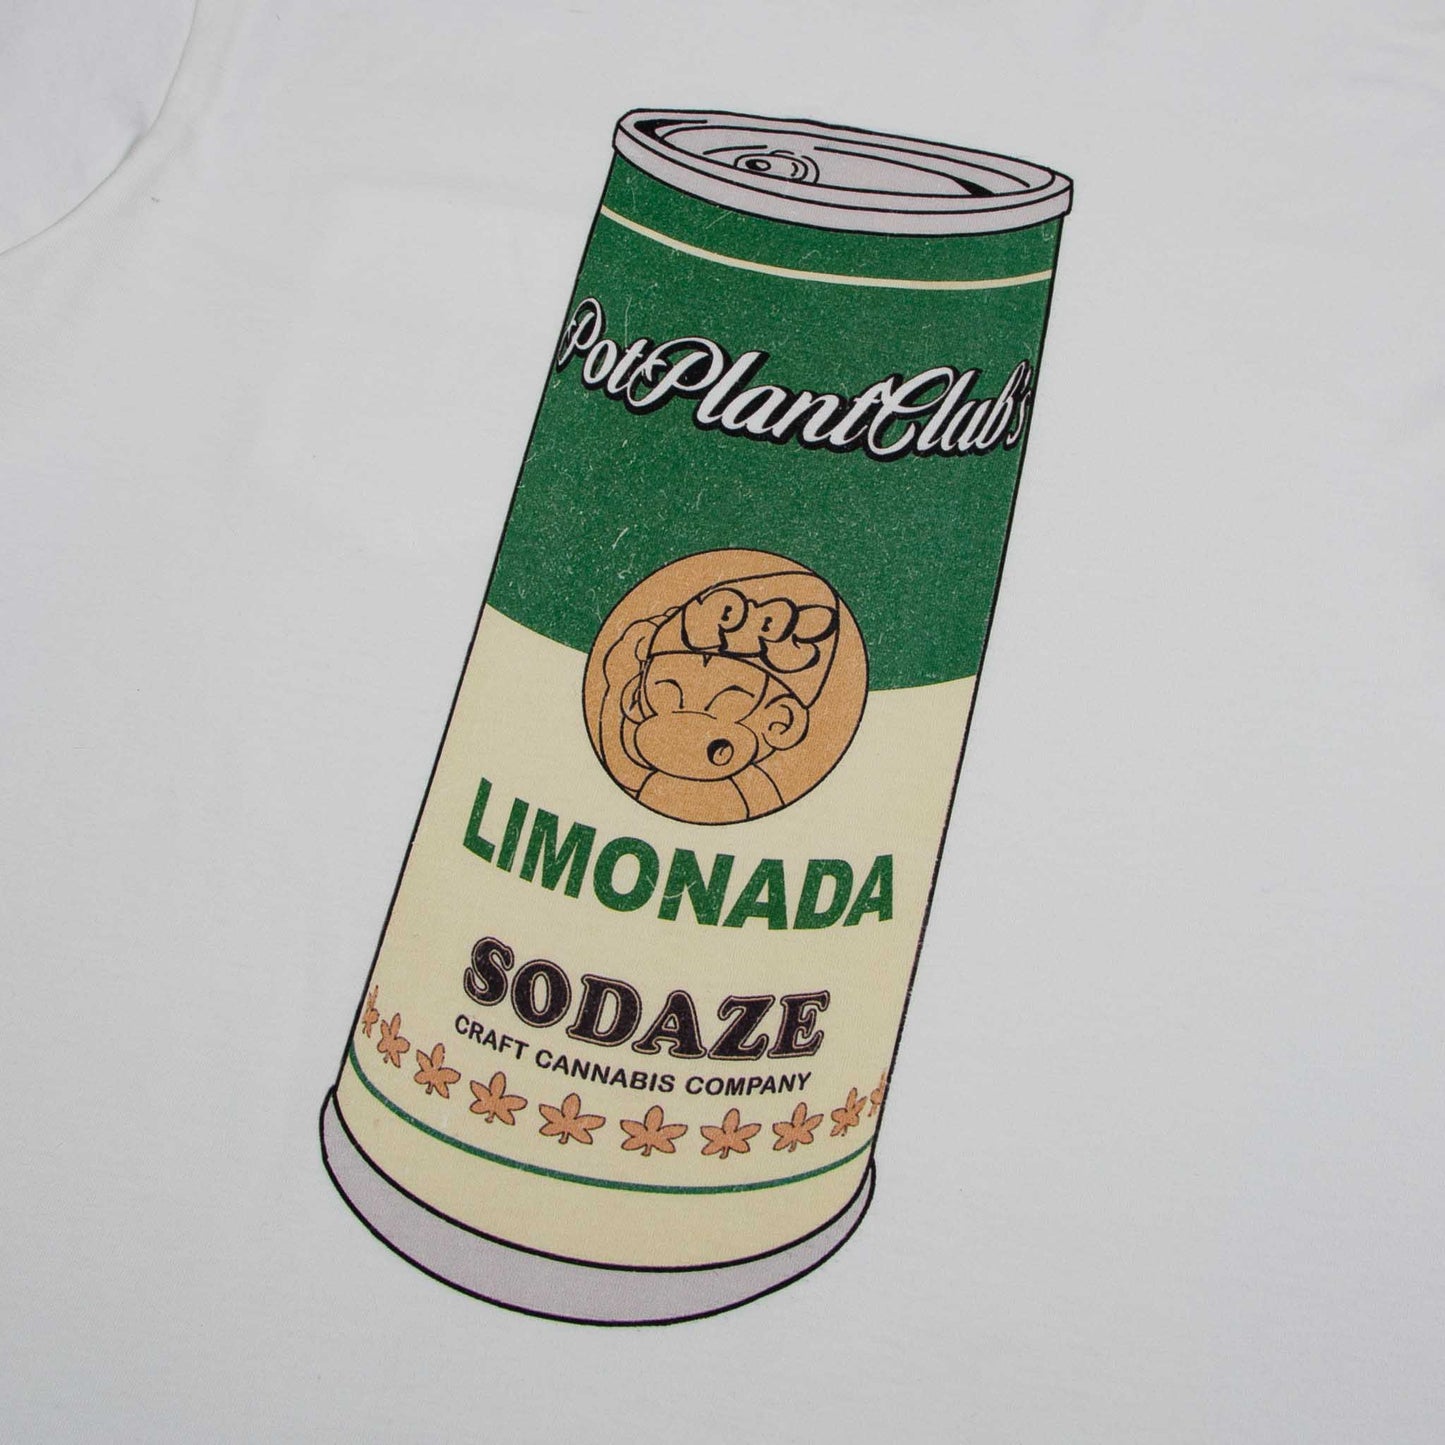 PotPlantClub's
PPC
LIMONADA
SODAZE
CRAFT CANNABIS COMPANY